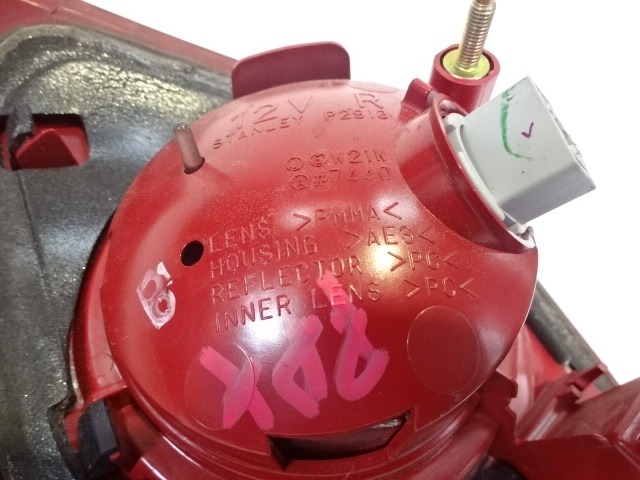 12V R
STANLEY P2913
W21W
#7440
LENS >PMMA<
HOUSING >AES<
REFLECTOR >PC<
INNER LENS >PC<